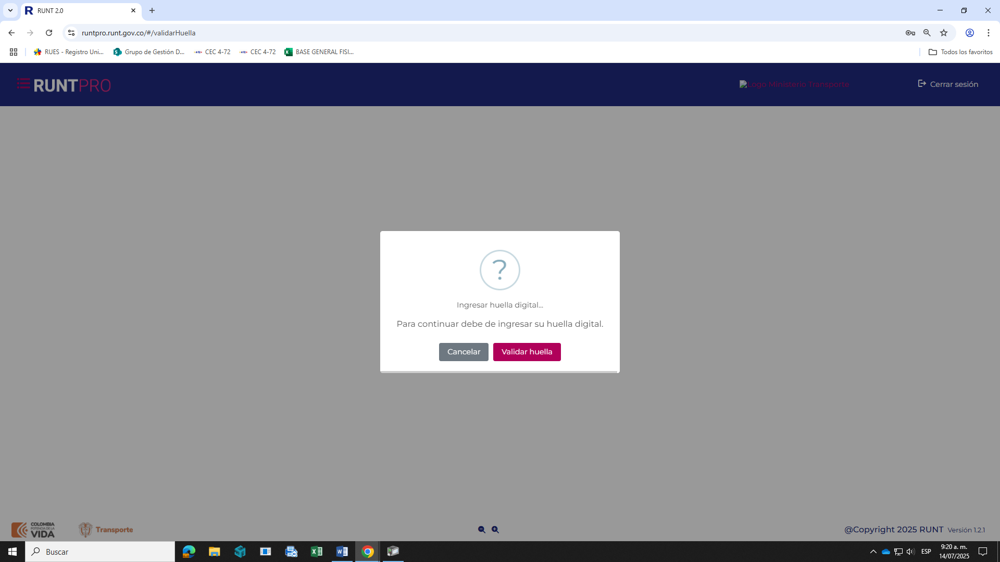 RUNT 2.0
runtpro.runt.gov.co/#/validarHuella
RUES - Registro Uni...
Grupo de Gestión D...
CEC 4-72
CEC 4-72
BASE GENERAL FISI...
Todos los favoritos
RUNTPRO
Logo Ministerio Transporte
Cerrar sesión
?
Ingresar huella digital...
Para continuar debe de ingresar su huella digital.
Cancelar
Validar huella
COLOMBIA
POTENCIA DE LA
VIDA
Transporte
@Copyright 2025 RUNT Versión 1.2.1
Buscar
ESP
9:20 a. m.
14/07/2025